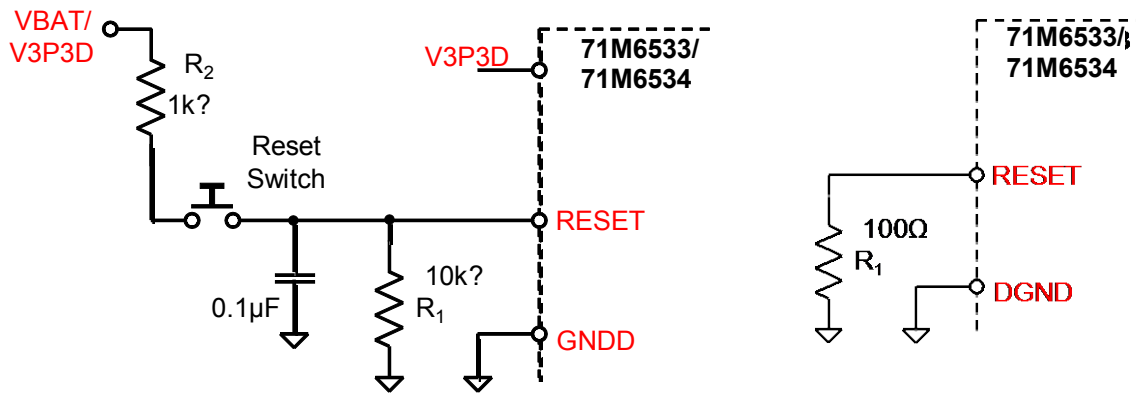 VBAT/
V3P3D
R2
1k?
Reset
Switch
0.1µF
10k?
R1
V3P3D
71M6533/
71M6534
RESET
GNDD
71M6533/
71M6534
RESET
100Ω
R1
DGND